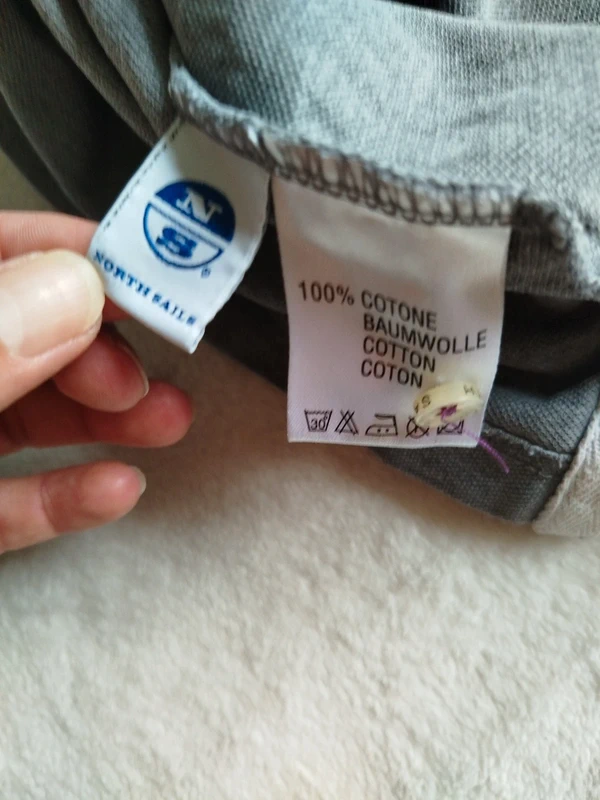 N
S
®
NORTH SAILS
100% COTONE
BAUMWOLLE
COTTON
COTON
30°